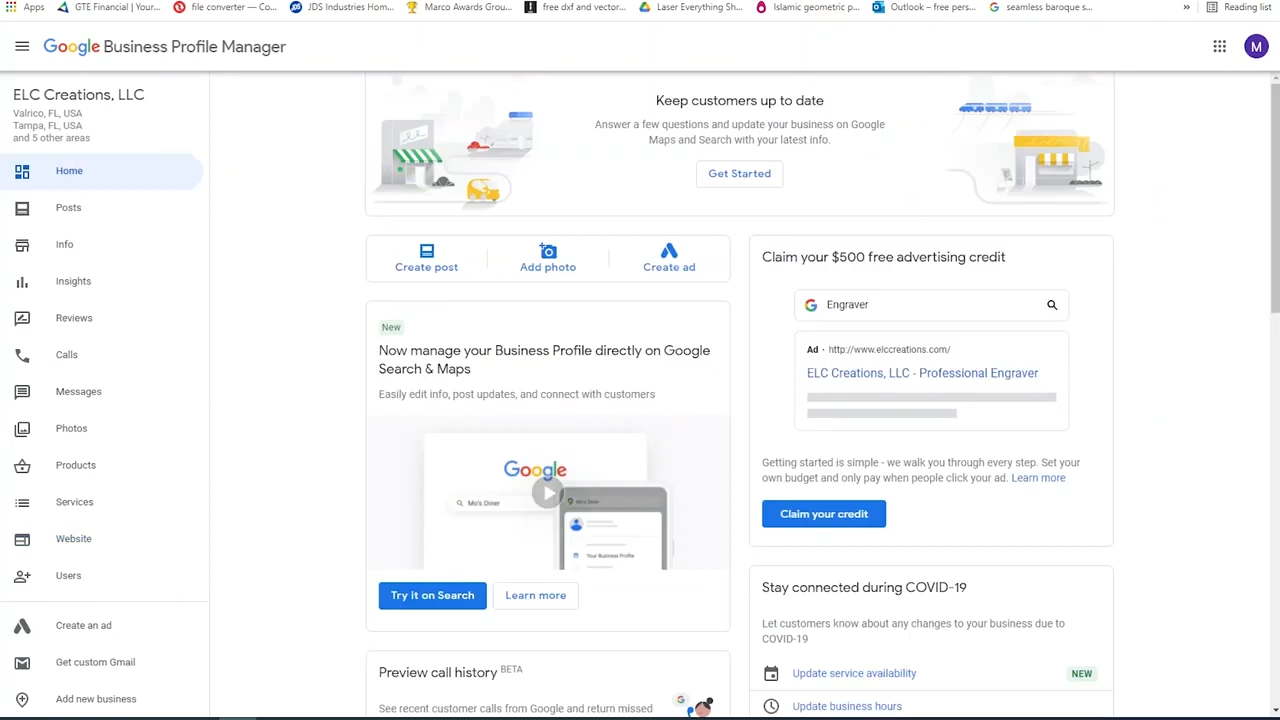 Apps
GTE Financial | Your...
file converter — Co...
JDS Industries Hom...
Marco Awards Grou...
free dxf and vector...
Laser Everything Sh...
Islamic geometric p...
Outlook – free pers...
seamless baroque s...
»
Reading list
Google Business Profile Manager
M
ELC Creations, LLC
Valrico, FL, USA
Tampa, FL, USA
and 5 other areas
Home
Posts
Info
Insights
Reviews
Calls
Messages
Photos
Products
Services
Website
Users
Create an ad
Get custom Gmail
Add new business
Keep customers up to date
Answer a few questions and update your business on Google
Maps and Search with your latest info.
Get Started
Create post
Add photo
Create ad
New
Now manage your Business Profile directly on Google
Search & Maps
Easily edit info, post updates, and connect with customers
Google
Mo's Diner
Mo's Diner
Your Business Profile
Try it on Search
Learn more
Preview call history BETA
See recent customer calls from Google and return missed
Claim your $500 free advertising credit
Engraver
Ad · http://www.elccreations.com/
ELC Creations, LLC - Professional Engraver
Getting started is simple - we walk you through every step. Set your
own budget and only pay when people click your ad. Learn more
Claim your credit
Stay connected during COVID-19
Let customers know about any changes to your business due to
COVID-19
Update service availability
NEW
Update business hours